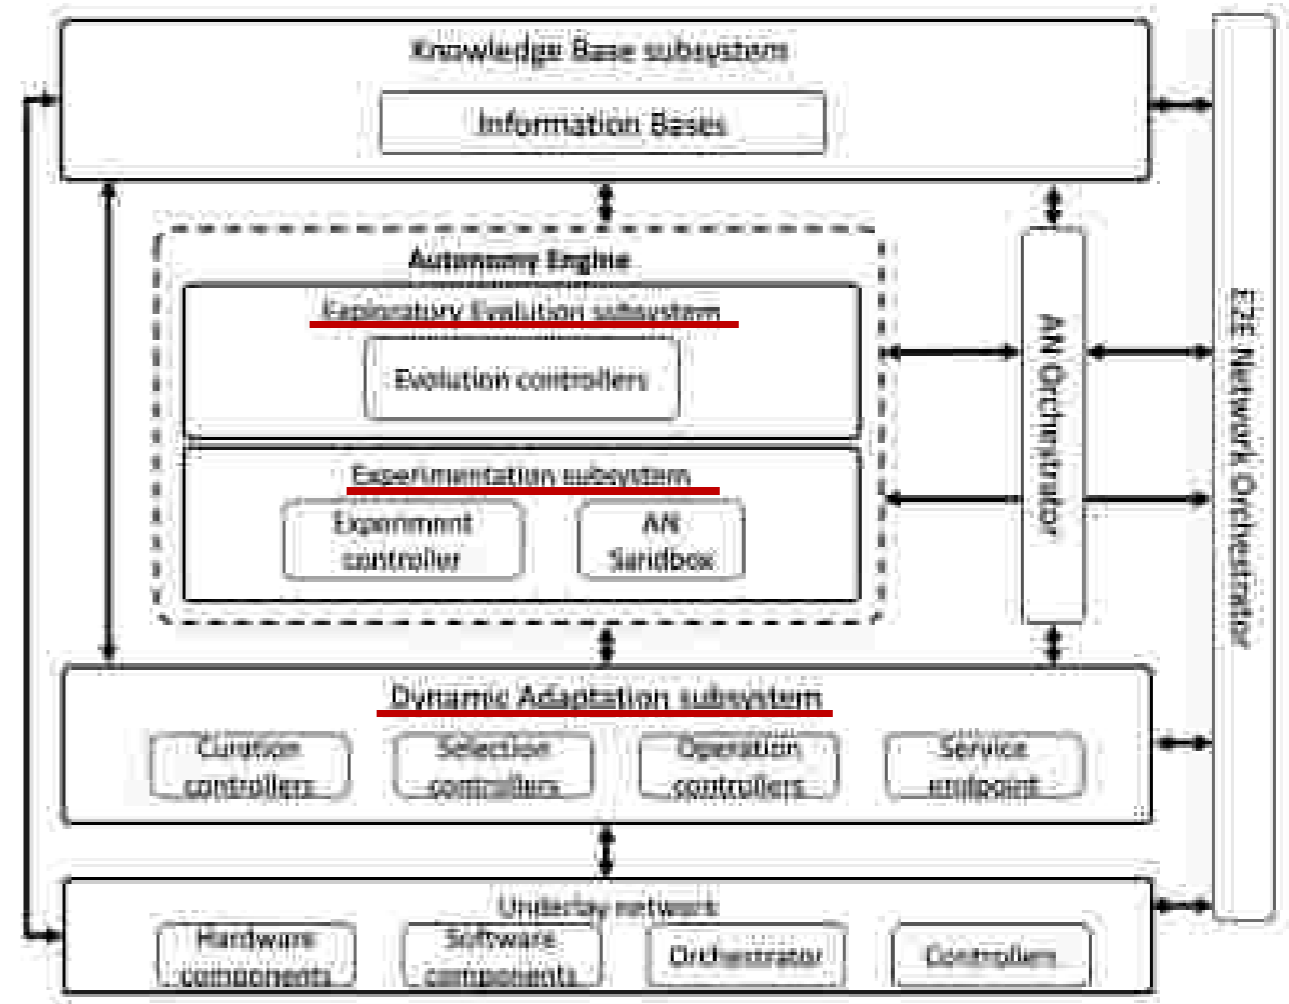 Knowledge Base subsystem
Information Bases
Autonomy Engine
Exploratory Evolution subsystem
Evolution controllers
Experimentation subsystem
Experiment
controller
AN
Sandbox
AN Orchestrator
E2E Network Orchestrator
Dynamic Adaptation subsystem
Curation
controllers
Selection
controllers
Operation
controllers
Service
endpoint
Underlay network
Hardware
components
Software
components
Orchestrator
Controllers